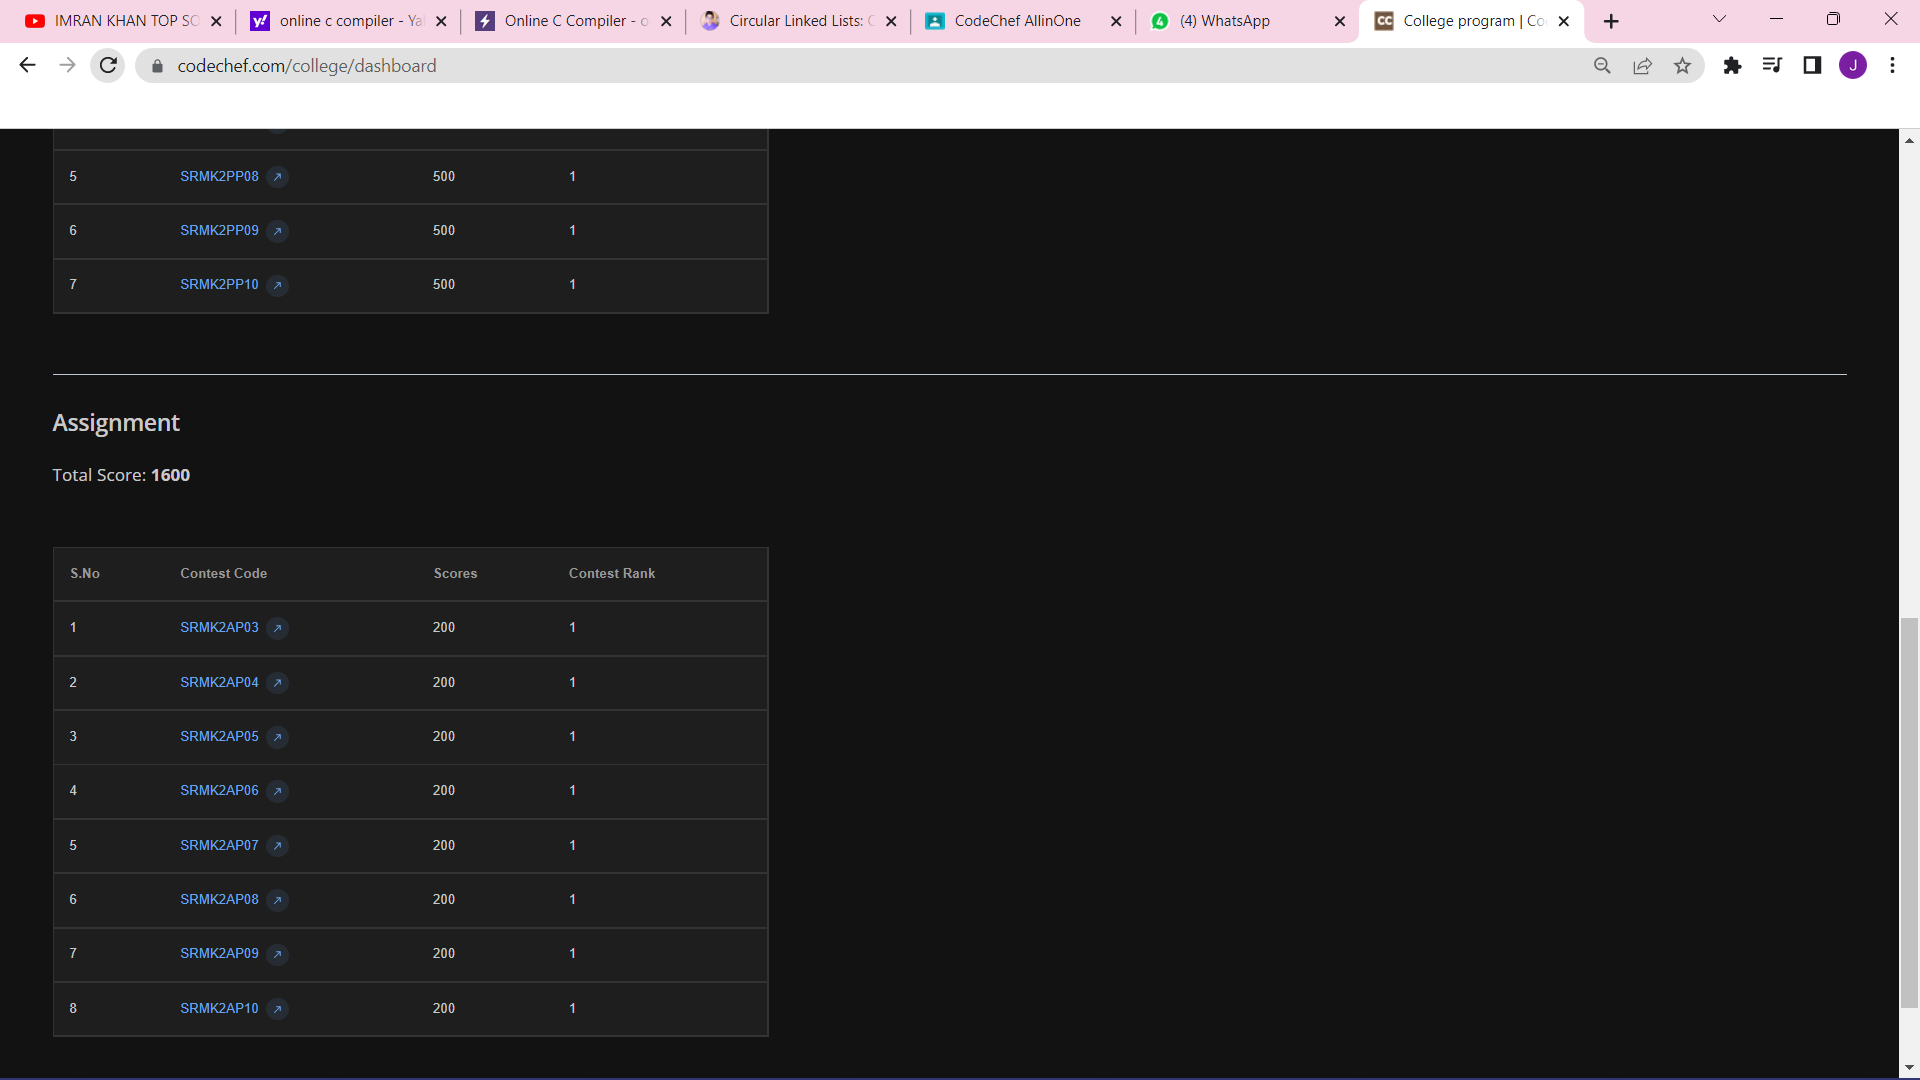 IMRAN KHAN TOP SO
online c compiler - Ya
Online C Compiler - o
Circular Linked Lists: C
CodeChef AllinOne
(4) WhatsApp
College program | Co
codechef.com/college/dashboard
J
5 SRMK2PP08 500 1
6 SRMK2PP09 500 1
7 SRMK2PP10 500 1
Assignment
Total Score: 1600
S.No Contest Code Scores Contest Rank
1 SRMK2AP03 200 1
2 SRMK2AP04 200 1
3 SRMK2AP05 200 1
4 SRMK2AP06 200 1
5 SRMK2AP07 200 1
6 SRMK2AP08 200 1
7 SRMK2AP09 200 1
8 SRMK2AP10 200 1